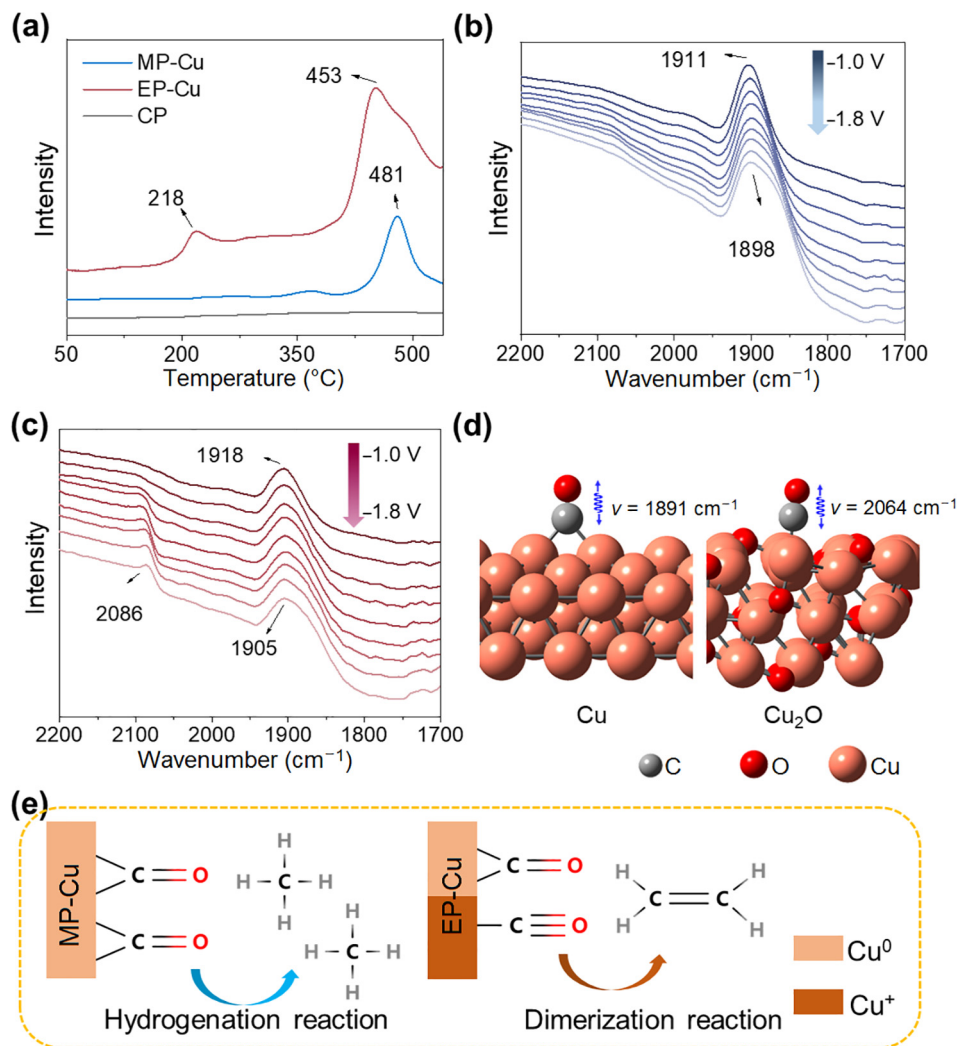 (a)
MP-Cu
EP-Cu
CP
453
481
218
Intensity
50
200
350
500
Temperature (°C)
(b)
1911
–1.0 V
–1.8 V
1898
Intensity
2200
2100
2000
1900
1800
1700
Wavenumber (cm⁻¹)
(c)
1918
–1.0 V
–1.8 V
2086
1905
Intensity
2200
2100
2000
1900
1800
1700
Wavenumber (cm⁻¹)
(d)
ν = 1891 cm⁻¹
ν = 2064 cm⁻¹
Cu
Cu₂O
C
O
Cu
(e)
MP-Cu
C
O
C
O
H
H
C
H
H
H
H
C
H
H
Hydrogenation reaction
EP-Cu
C
O
C
O
H
H
C
C
H
H
Dimerization reaction
Cu⁰
Cu⁺